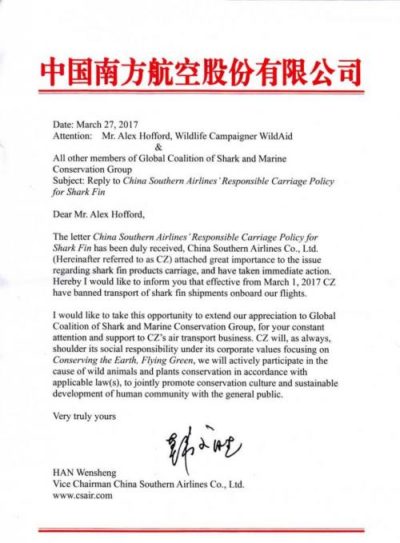 中国南方航空股份有限公司
Date: March 27, 2017
Attention: Mr. Alex Hofford, Wildlife Campaigner WildAid
&
All other members of Global Coalition of Shark and Marine
Conservation Group
Subject: Reply to China Southern Airlines' Responsible Carriage Policy
for Shark Fin
Dear Mr. Alex Hofford,
The letter China Southern Airlines' Responsible Carriage Policy for
Shark Fin has been duly received, China Southern Airlines Co., Ltd.
(Hereinafter referred to as CZ) attached great importance to the issue
regarding shark fin products carriage, and have taken immediate action.
Hereby I would like to inform you that effective from March 1, 2017 CZ
have banned transport of shark fin shipments onboard our flights.
I would like to take this opportunity to extend our appreciation to Global
Coalition of Shark and Marine Conservation Group, for your constant
attention and support to CZ's air transport business. CZ will, as always,
shoulder its social responsibility under its corporate values focusing on
Conserving the Earth, Flying Green, we will actively participate in the
cause of wild animals and plants conservation in accordance with
applicable law(s), to jointly promote conservation culture and sustainable
development of human community with the general public.
Very truly yours
HAN Wensheng
Vice Chairman China Southern Airlines Co., Ltd.
www.csair.com